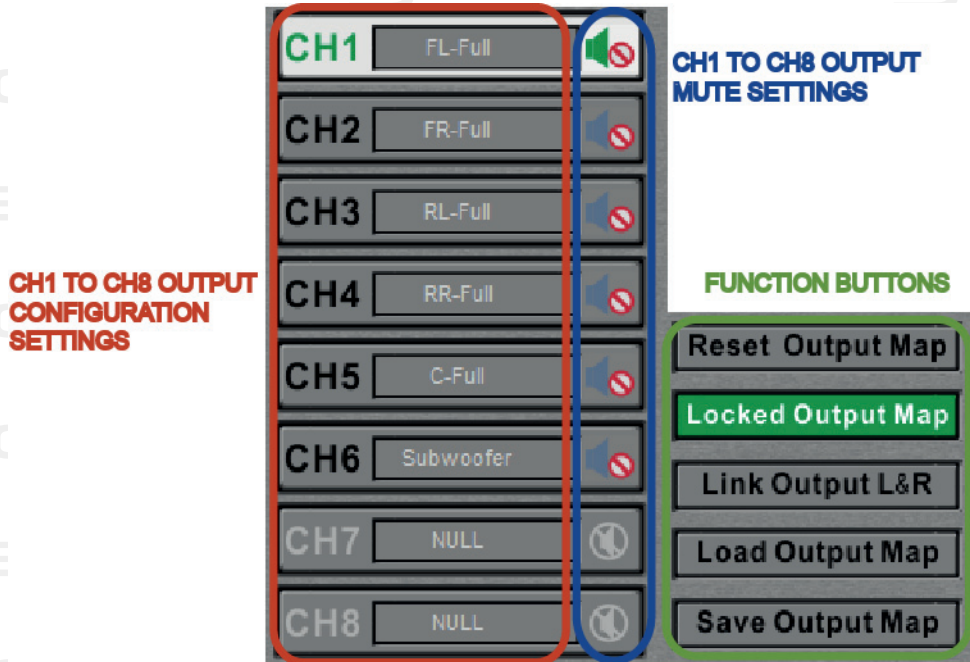 CH1 FL-Full
CH2 FR-Full
CH3 RL-Full
CH4 RR-Full
CH5 C-Full
CH6 Subwoofer
CH7 NULL
CH8 NULL
CH1 TO CH8 OUTPUT
MUTE SETTINGS
CH1 TO CH8 OUTPUT
CONFIGURATION
SETTINGS
FUNCTION BUTTONS
Reset Output Map
Locked Output Map
Link Output L&R
Load Output Map
Save Output Map